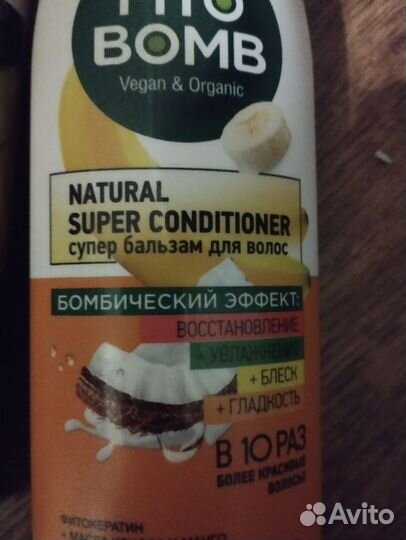 BOMB
Vegan & Organic
NATURAL
SUPER CONDITIONER
супер бальзам для волос
БОМБИЧЕСКИЙ ЭФФЕКТ:
ВОССТАНОВЛЕНИЕ
+ УВЛАЖНЕНИЕ
+ БЛЕСК
+ ГЛАДКОСТЬ
В 10 РАЗ
БОЛЕЕ КРАСИВЫЕ
ВОЛОСЫ
ФИТОКЕРАТИН
Avito